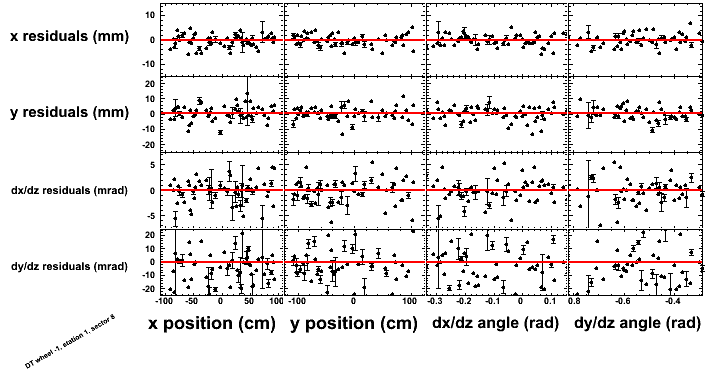 x residuals (mm)
10
0
-10
y residuals (mm)
20
10
0
-10
-20
dx/dz residuals (mrad)
5
0
-5
dy/dz residuals (mrad)
20
10
0
-10
-20
-100 -50 0 50 100 -100 0 100 -0.3 -0.2 -0.1 0 0.1 -0.8 -0.6 -0.4
x position (cm) y position (cm) dx/dz angle (rad) dy/dz angle (rad)
DT wheel -1, station 1, sector 8